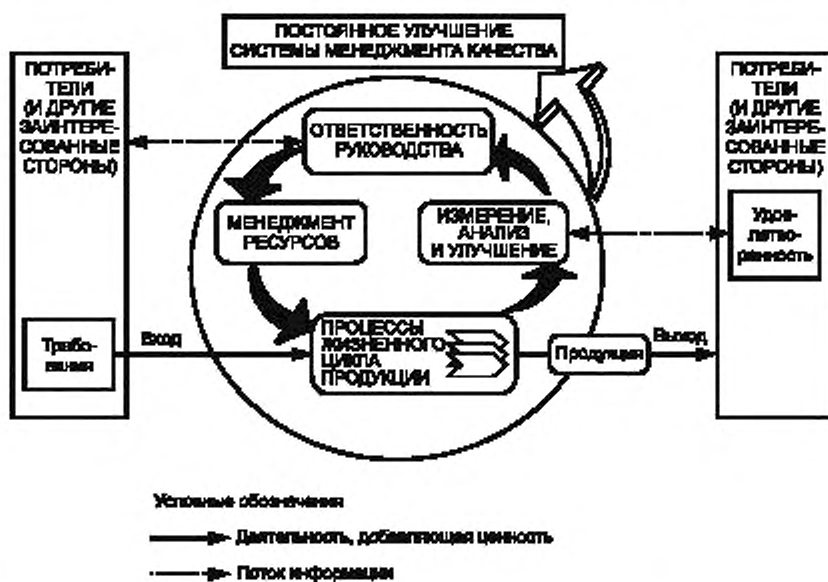 ПОСТОЯННОЕ УЛУЧШЕНИЕ
СИСТЕМЫ МЕНЕДЖМЕНТА КАЧЕСТВА
ПОТРЕБИ-
ТЕЛИ
(И ДРУГИЕ
ЗАИНТЕРЕ-
СОВАННЫЕ
СТОРОНЫ)
ОТВЕТСТВЕННОСТЬ
РУКОВОДСТВА
МЕНЕДЖМЕНТ
РЕСУРСОВ
ИЗМЕРЕНИЕ,
АНАЛИЗ
И УЛУЧШЕНИЕ
ПОТРЕБИ-
ТЕЛИ
(И ДРУГИЕ
ЗАИНТЕРЕ-
СОВАННЫЕ
СТОРОНЫ)
Удов-
летво-
ренность
Требо-
вания
Вход
ПРОЦЕССЫ
ЖИЗНЕННОГО
ЦИКЛА
ПРОДУКЦИИ
Продукция
Выход
Условные обозначения
Деятельность, добавляющая ценность
Поток информации